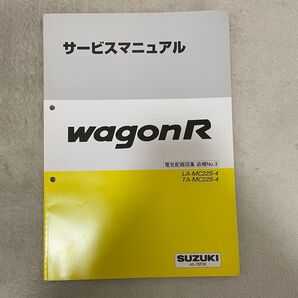 サービスマニュアル
wagonR
電気配線図集 追補No.3
LA-MC22S-4
TA-MC22S-4
SUZUKI